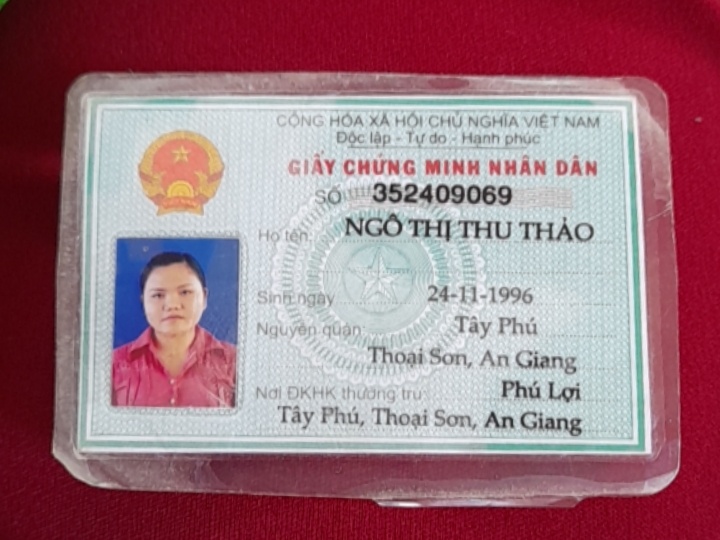 CỘNG HÒA XÃ HỘI CHỦ NGHĨA VIỆT NAM
Độc lập - Tự do - Hạnh phúc
GIẤY CHỨNG MINH NHÂN DÂN
SỐ 352409069
Họ tên: NGÔ THỊ THU THẢO
Sinh ngày 24-11-1996
Nguyên quán: Tây Phú
Thoại Sơn, An Giang
Nơi ĐKHK thường trú: Phú Lợi
Tây Phú, Thoại Sơn, An Giang